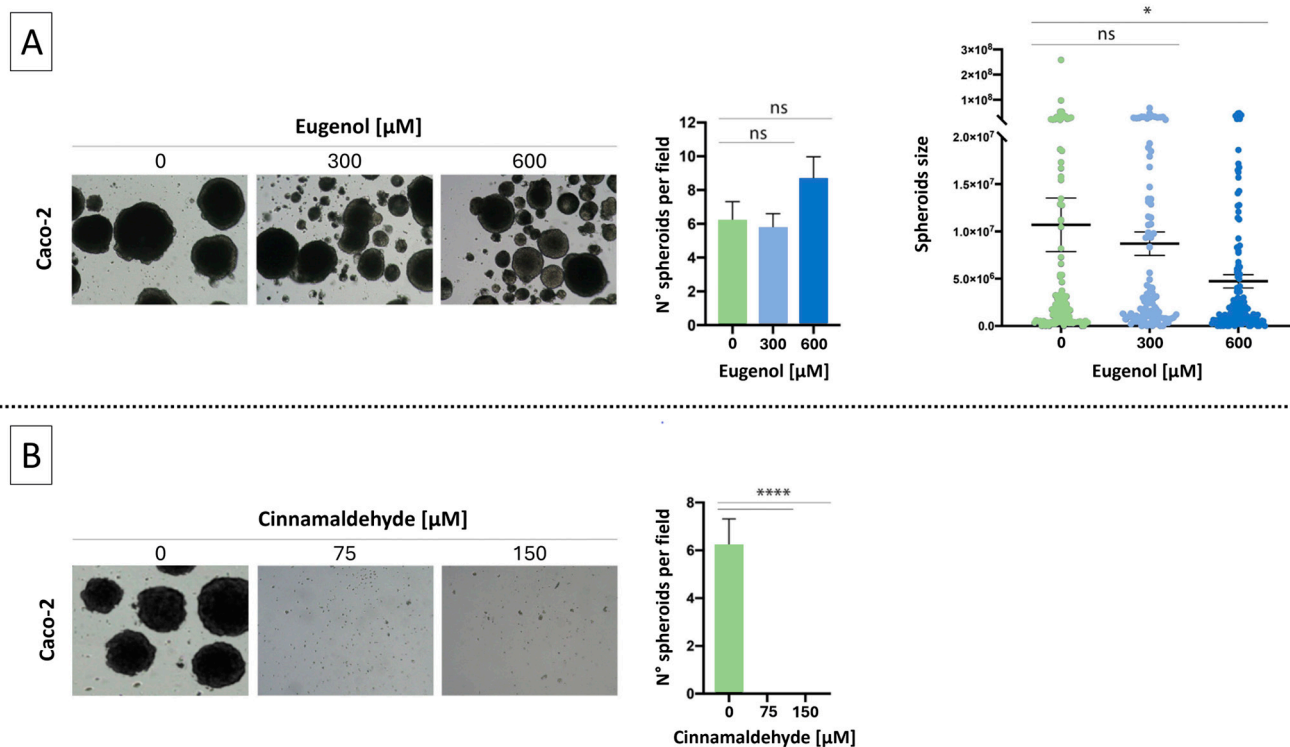 A
Eugenol [µM]
0 300 600
Caco-2
N° spheroids per field
12
10
8
6
4
2
0
ns
ns
0 300 600
Eugenol [µM]
Spheroids size
*
ns
3×10⁸
2×10⁸
1×10⁸
2.0×10⁷
1.5×10⁷
1.0×10⁷
5.0×10⁶
0.0
0 300 600
Eugenol [µM]
B
Cinnamaldehyde [µM]
0 75 150
Caco-2
N° spheroids per field
****
8
6
4
2
0
0 75 150
Cinnamaldehyde [µM]